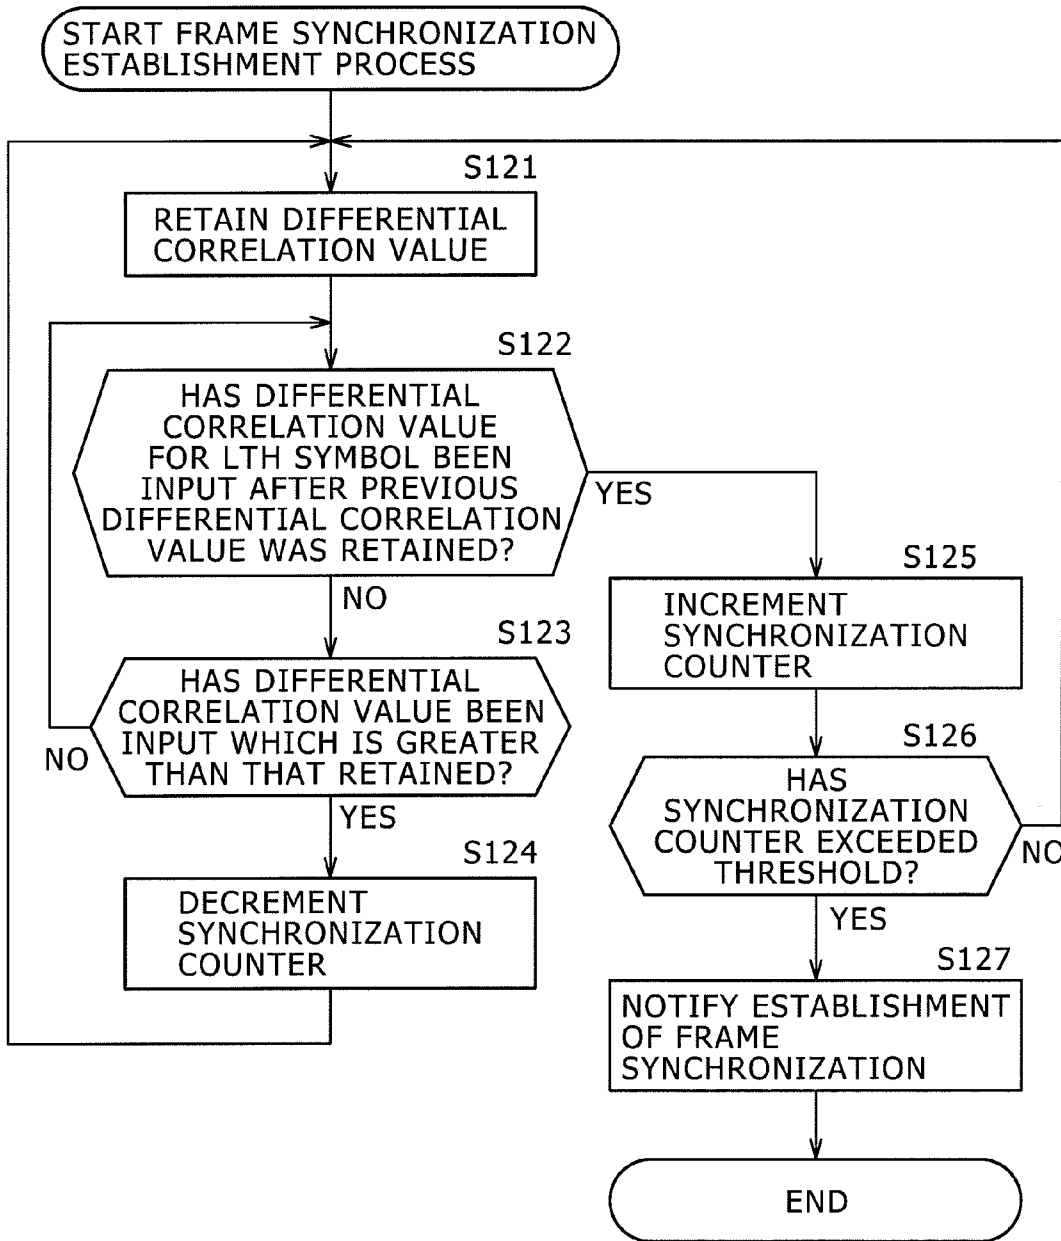 START FRAME SYNCHRONIZATION
ESTABLISHMENT PROCESS
S121
RETAIN DIFFERENTIAL
CORRELATION VALUE
S122
HAS DIFFERENTIAL
CORRELATION VALUE
FOR LTH SYMBOL BEEN
INPUT AFTER PREVIOUS
DIFFERENTIAL CORRELATION
VALUE WAS RETAINED?
YES
NO
S123
HAS DIFFERENTIAL
CORRELATION VALUE BEEN
INPUT WHICH IS GREATER
THAN THAT RETAINED?
NO
YES
S124
DECREMENT
SYNCHRONIZATION
COUNTER
S125
INCREMENT
SYNCHRONIZATION
COUNTER
S126
HAS
SYNCHRONIZATION
COUNTER EXCEEDED
THRESHOLD?
NO
YES
S127
NOTIFY ESTABLISHMENT
OF FRAME
SYNCHRONIZATION
END